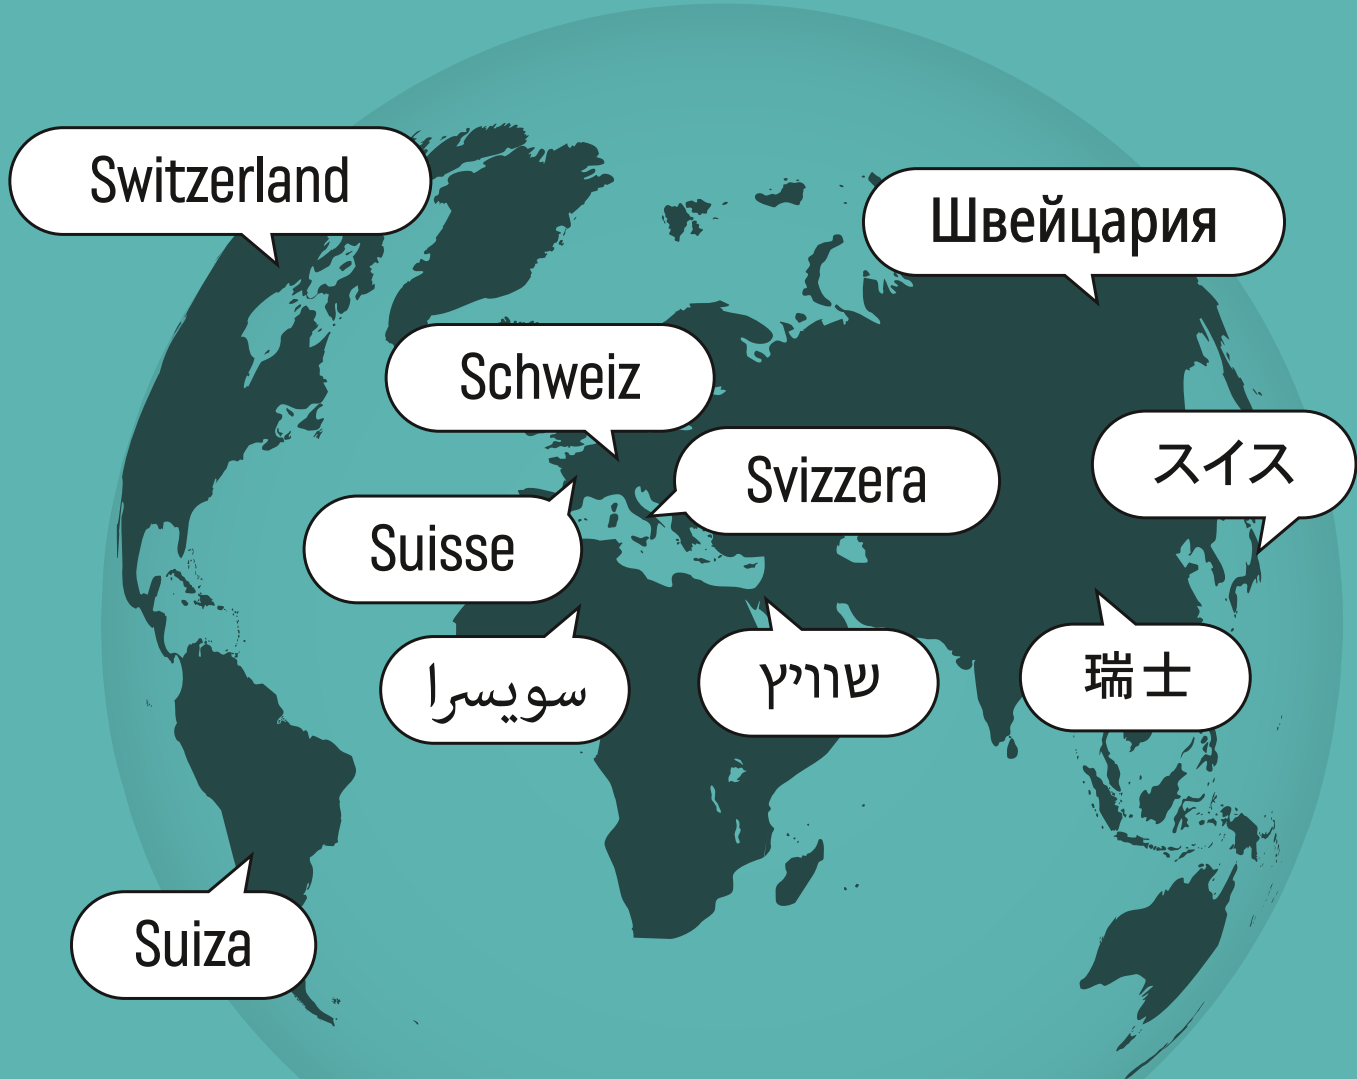 Switzerland
Швейцария
Schweiz
スイス
Svizzera
Suisse
سويسرا
שווייץ
瑞士
Suiza